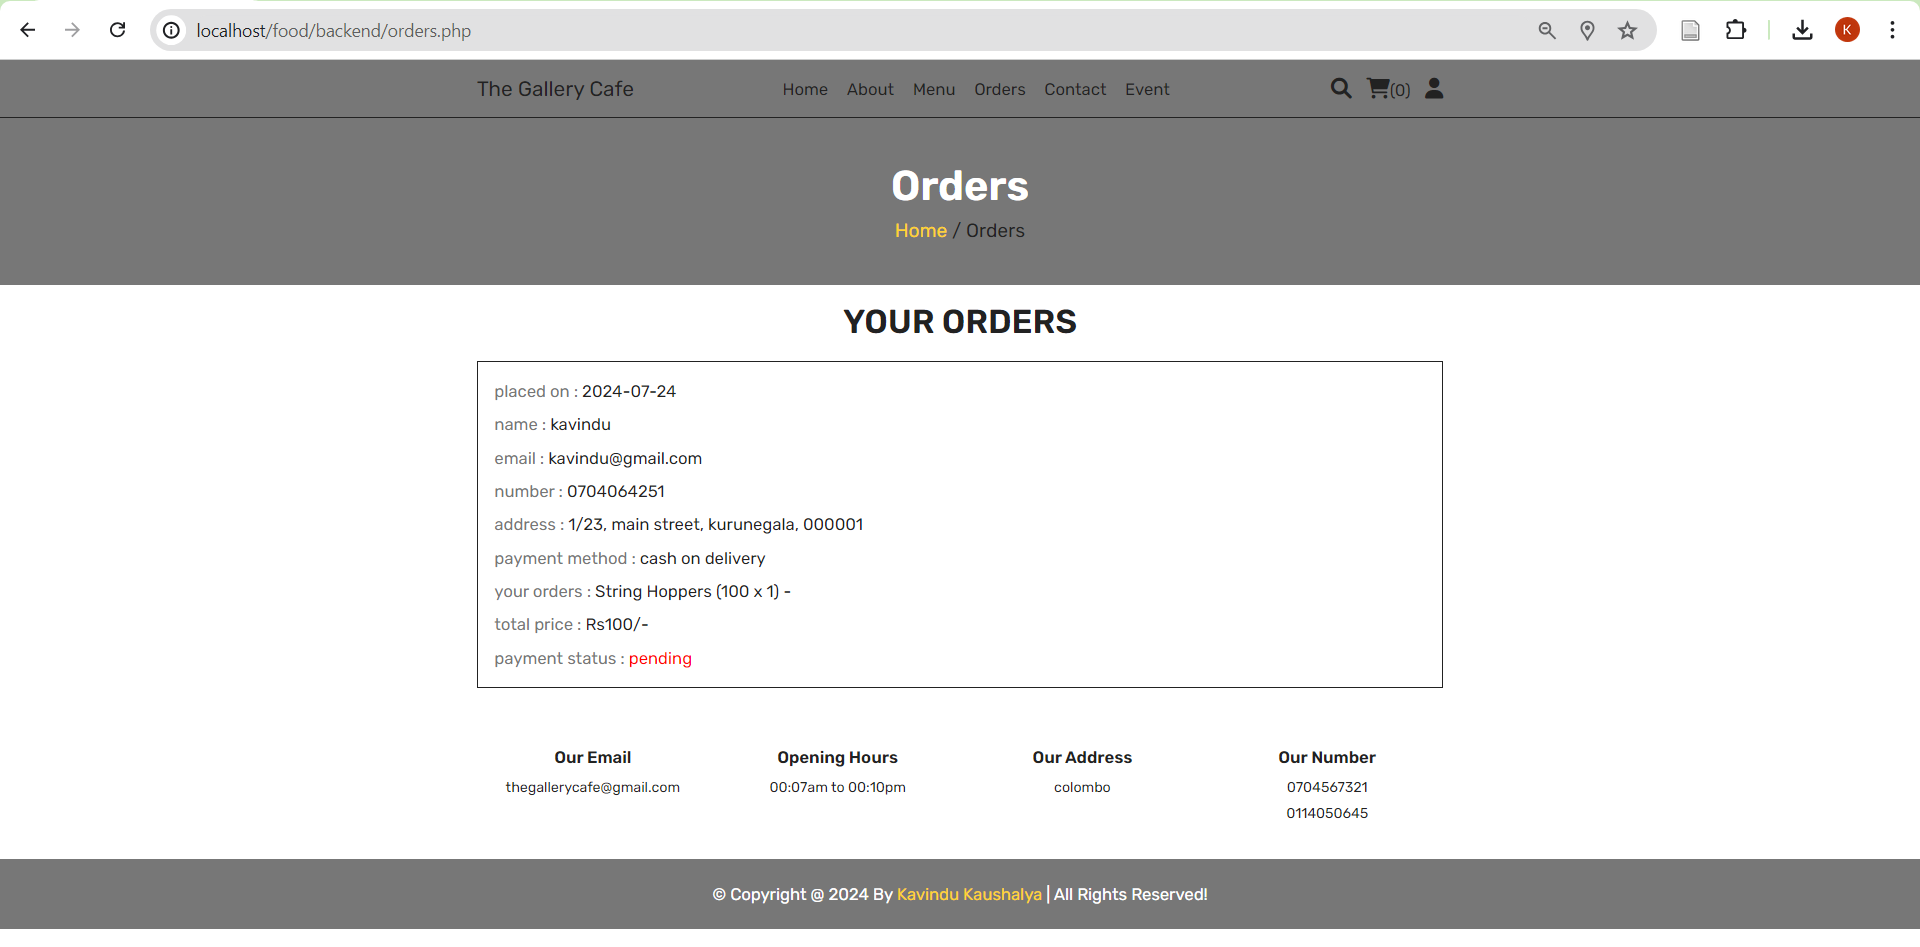 localhost/food/backend/orders.php
K
The Gallery Cafe Home About Menu Orders Contact Event (0)
Orders
Home / Orders
YOUR ORDERS
placed on : 2024-07-24
name : kavindu
email : kavindu@gmail.com
number : 0704064251
address : 1/23, main street, kurunegala, 000001
payment method : cash on delivery
your orders : String Hoppers (100 x 1) -
total price : Rs100/-
payment status : pending
Our Email
thegallerycafe@gmail.com
Opening Hours
00:07am to 00:10pm
Our Address
colombo
Our Number
0704567321
0114050645
© Copyright @ 2024 By Kavindu Kaushalya | All Rights Reserved!